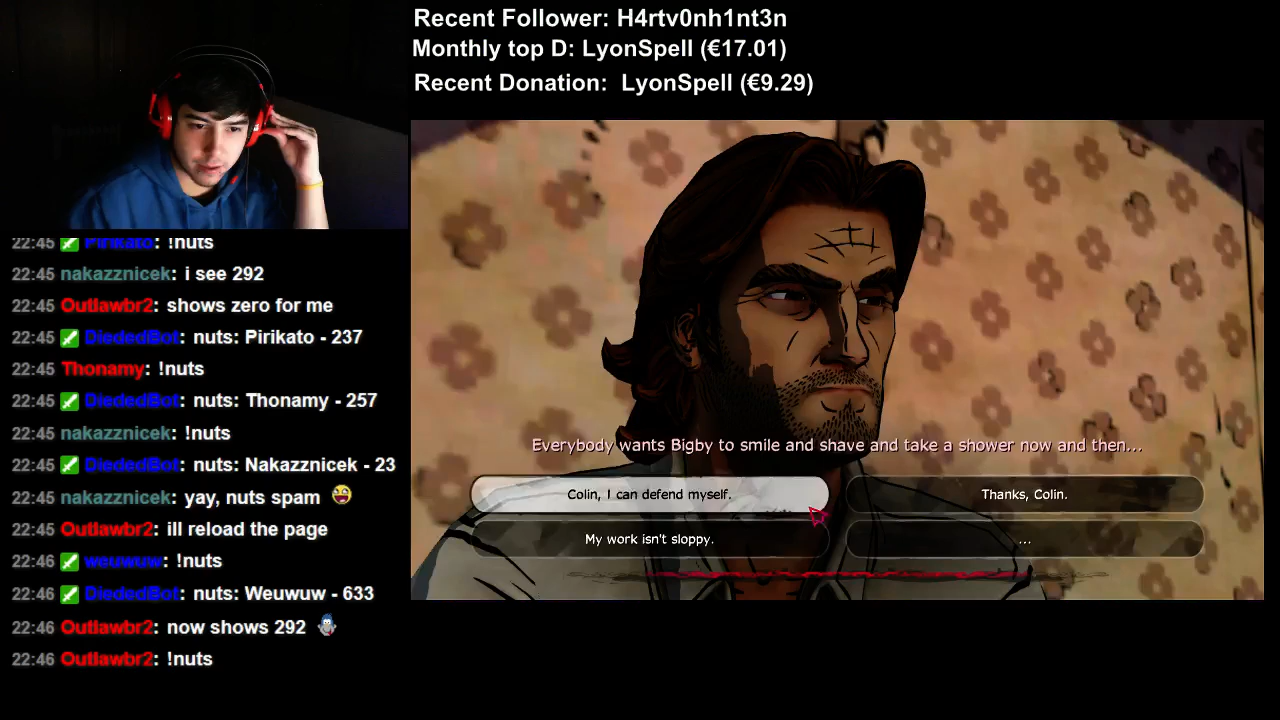 Recent Follower: H4rtv0nh1nt3n
Monthly top D: LyonSpell (€17.01)
Recent Donation: LyonSpell (€9.29)
22:45 Pirikato: !nuts
22:45 nakazznicek: i see 292
22:45 Outlawbr2: shows zero for me
22:45 DiededBot: nuts: Pirikato - 237
22:45 Thonamy: !nuts
22:45 DiededBot: nuts: Thonamy - 257
22:45 nakazznicek: !nuts
22:45 DiededBot: nuts: Nakazznicek - 23
22:45 nakazznicek: yay, nuts spam
22:45 Outlawbr2: ill reload the page
22:46 weuwuw: !nuts
22:46 DiededBot: nuts: Weuwuw - 633
22:46 Outlawbr2: now shows 292
22:46 Outlawbr2: !nuts
Everybody wants Bigby to smile and shave and take a shower now and then...
Colin, I can defend myself.
Thanks, Colin.
My work isn't sloppy.
...